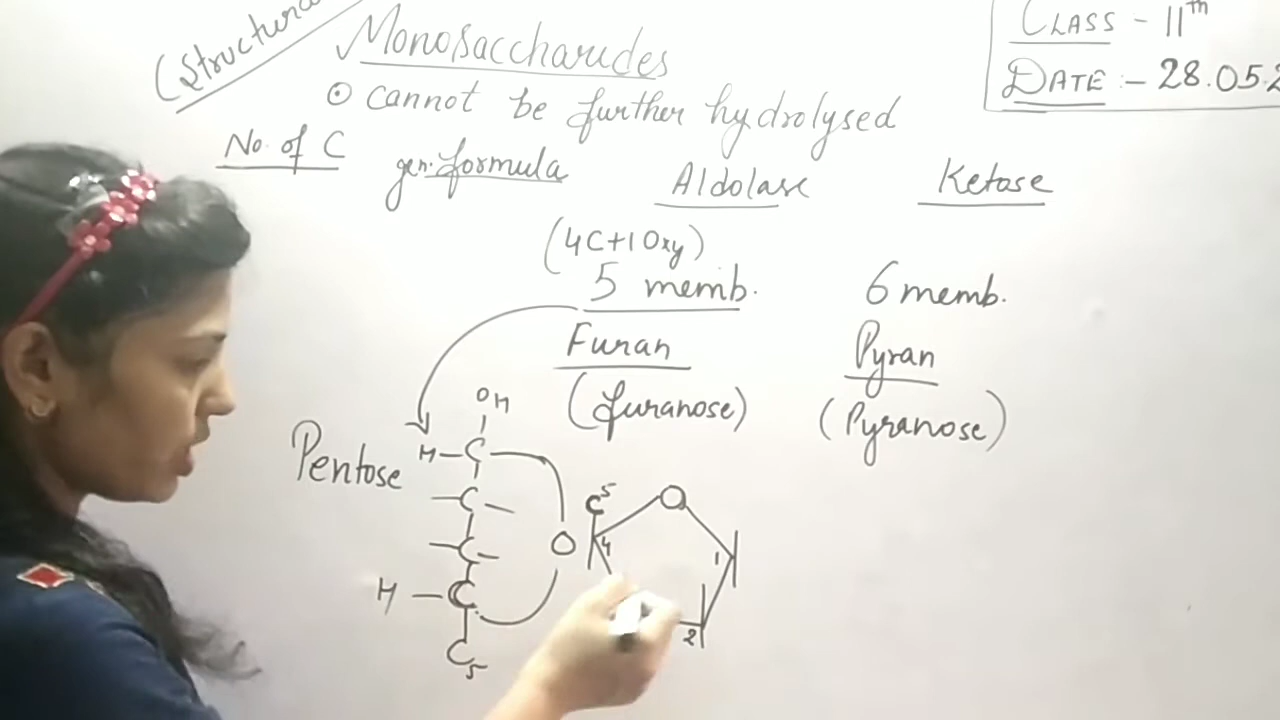 (Structural
Monosaccharides
⊙ cannot be further hydrolysed
CLASS - 11th
DATE :- 28.05.2
No. of C
gen. formula
Aldolase
Ketose
(4C+1Oxy)
5 memb.
6 memb.
Furan
Pyran
(furanose)
(Pyranose)
Pentose
OH
H-C
C
C
H-C
C5
O
C5
O
4
1
2